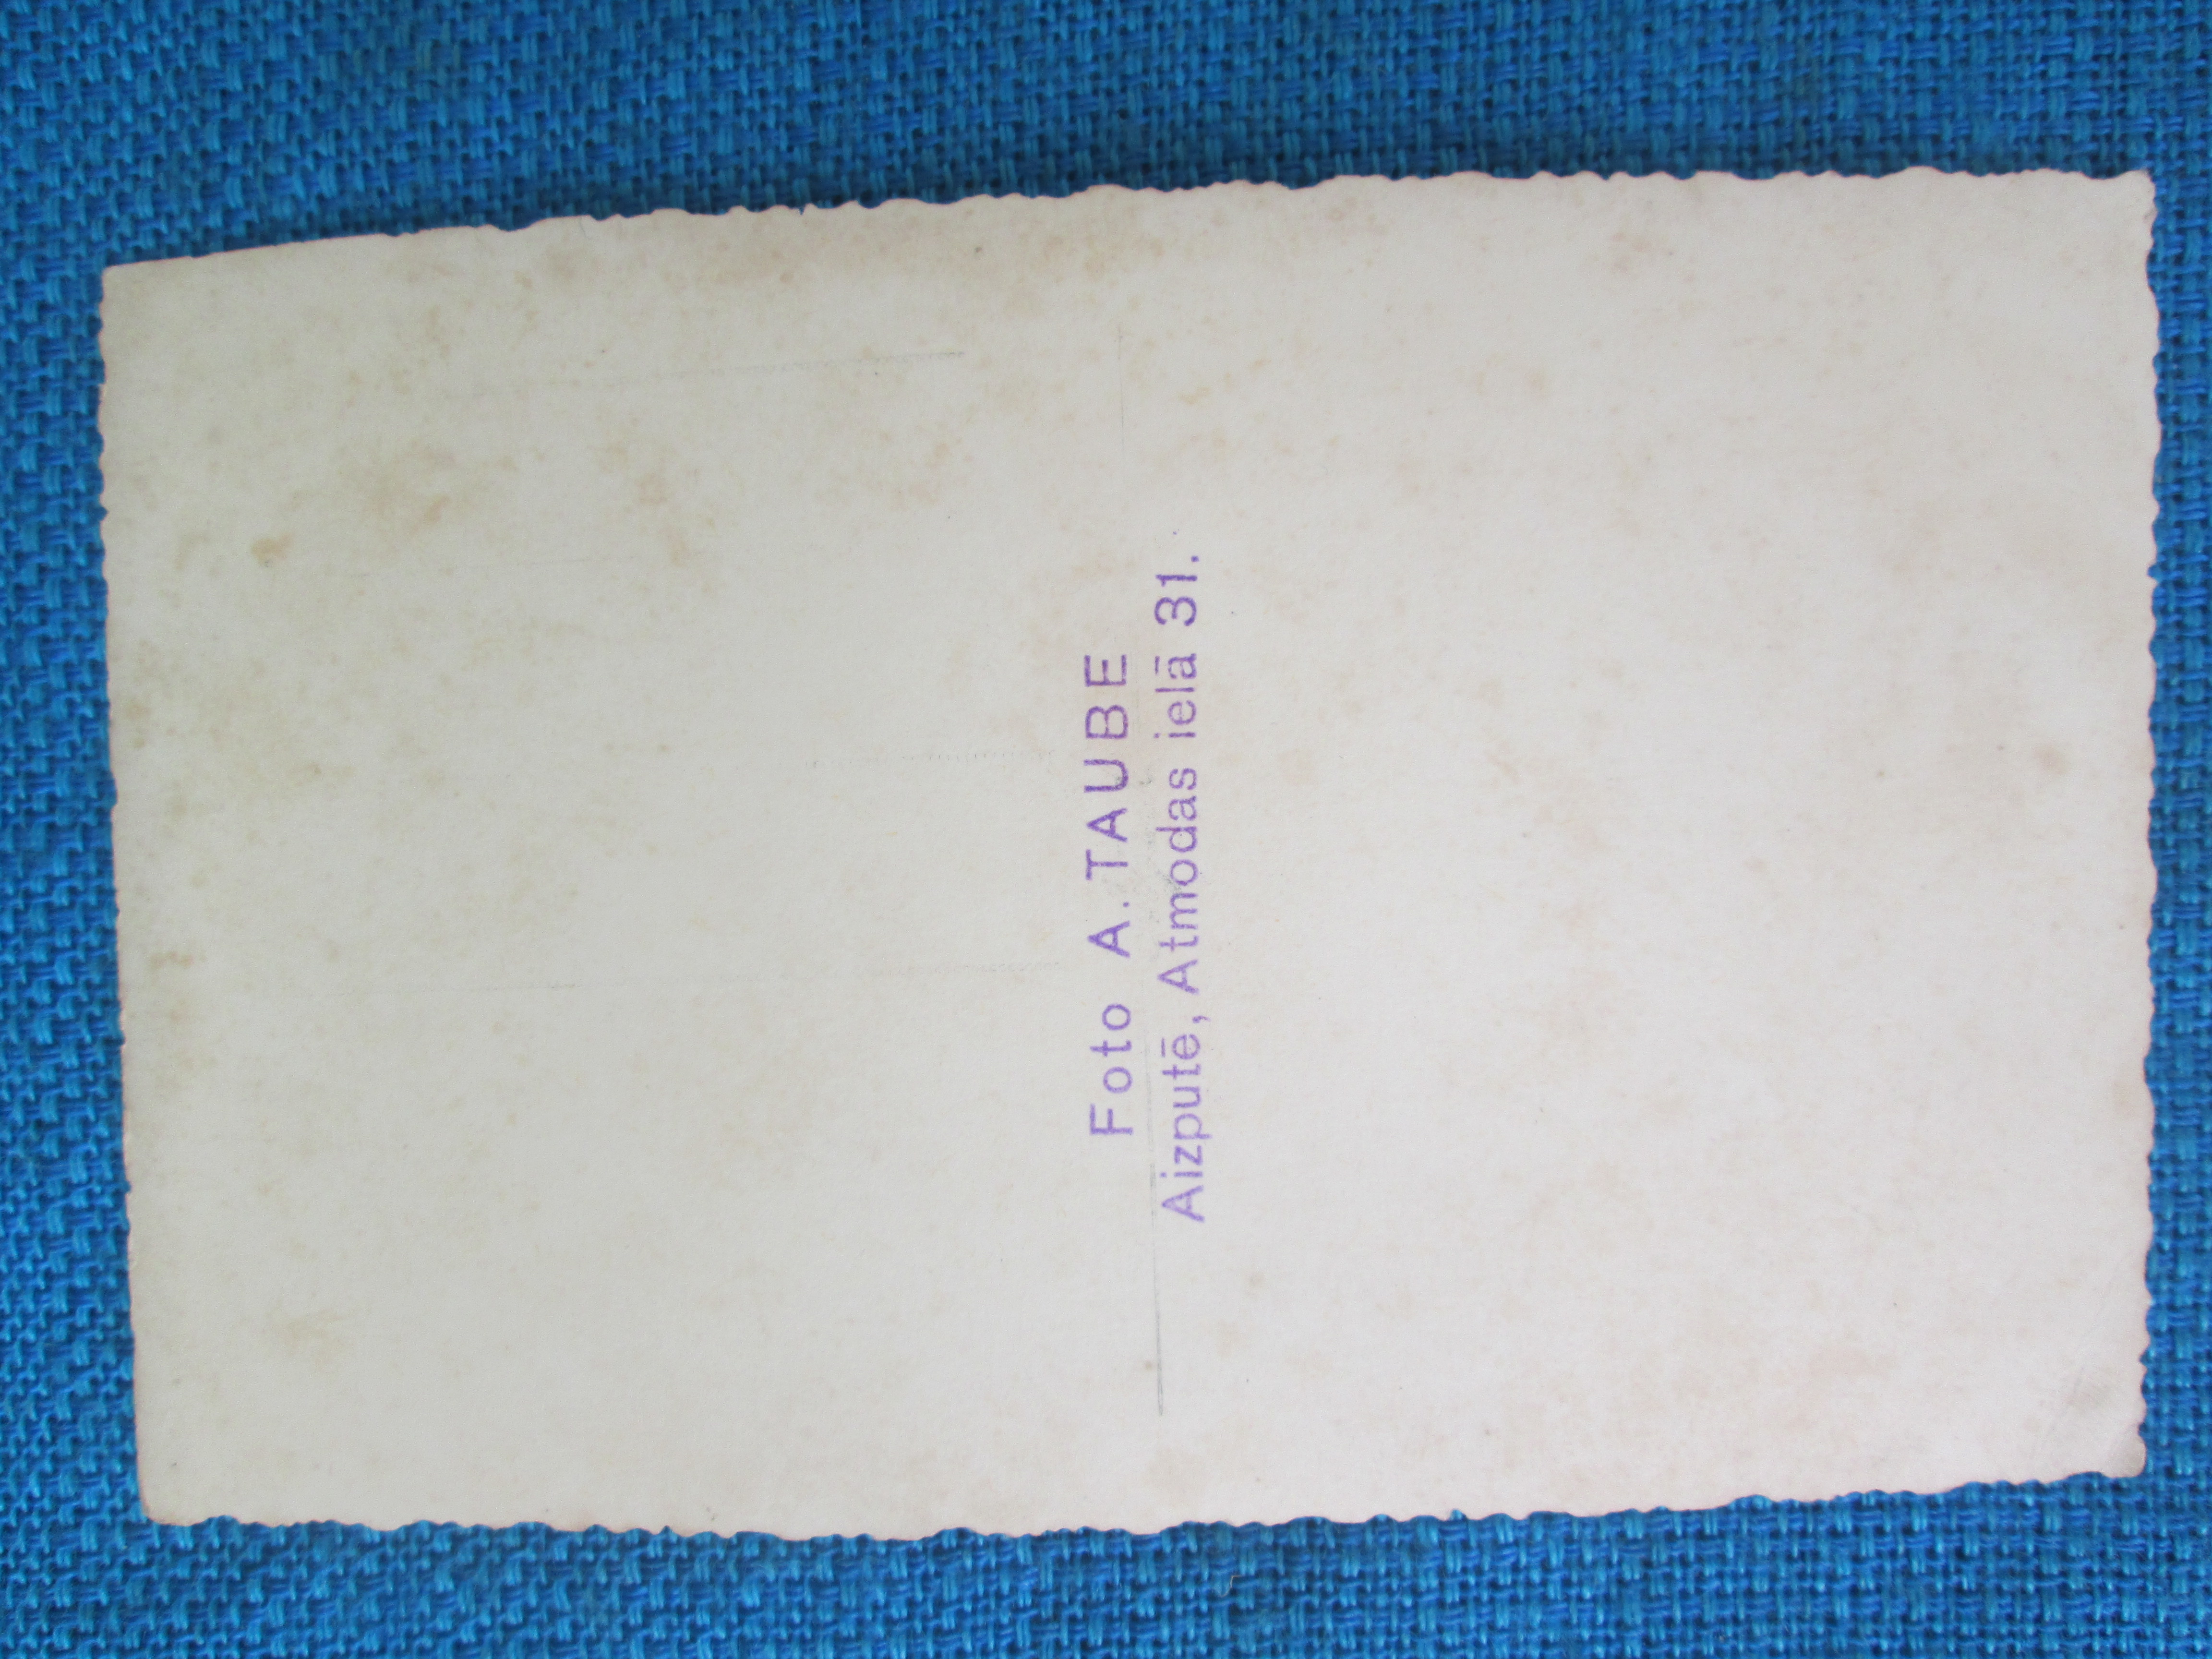 Foto A. TAUBE
Aizputē, Atmodas ielā 31.